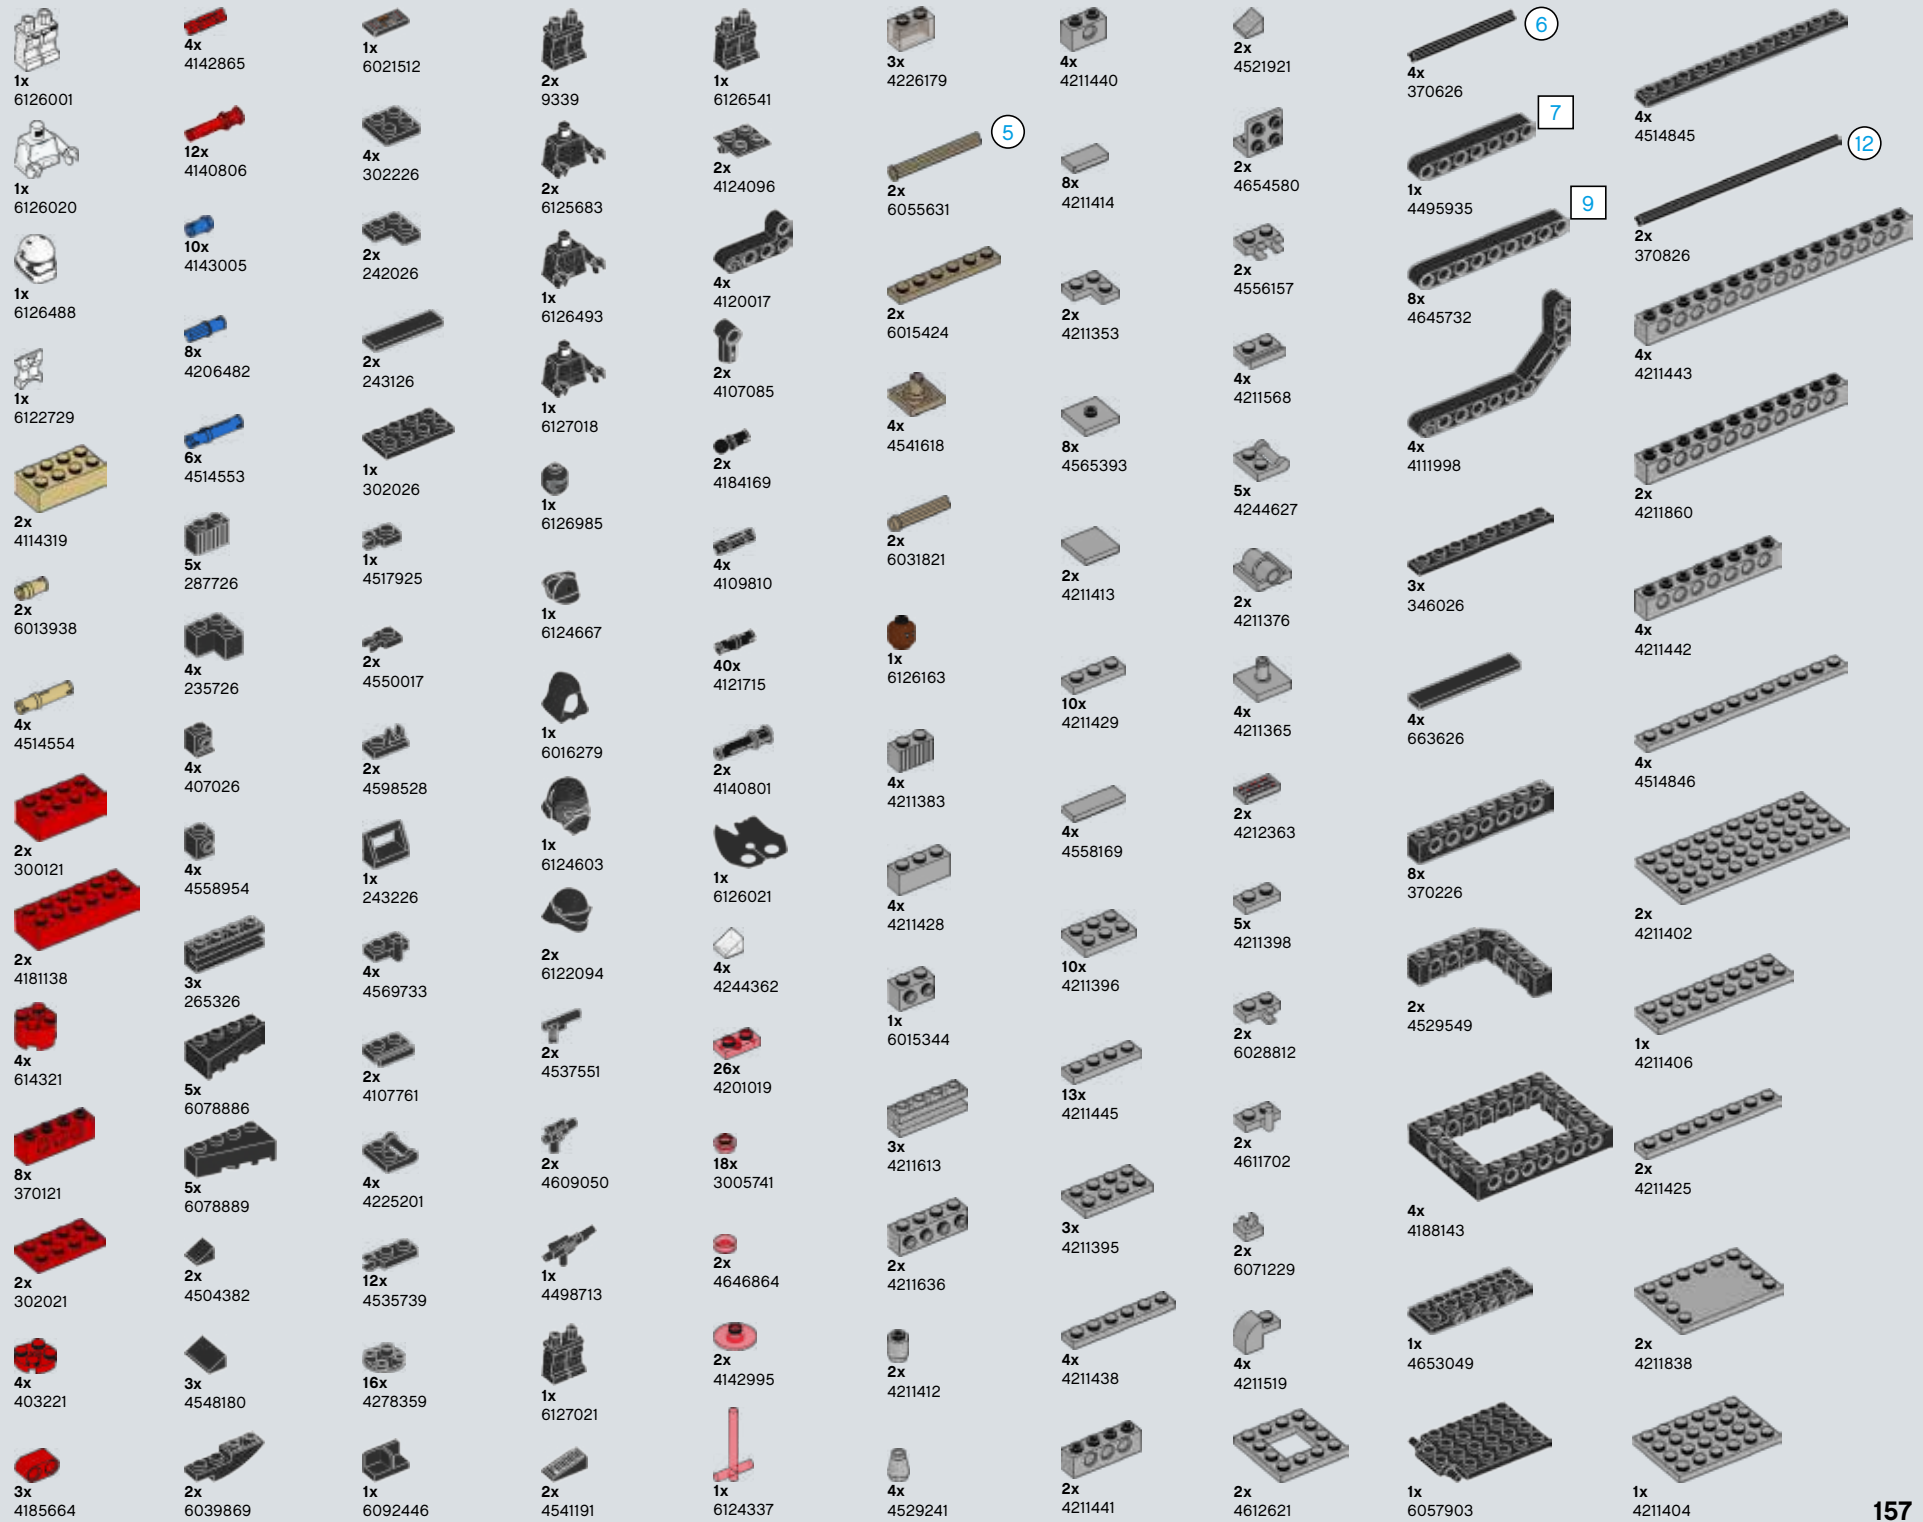 1x
6126001
1x
6126020
1x
6126488
1x
6122729
2x
4114319
2x
6013938
4x
4514554
2x
300121
2x
4181138
4x
614321
8x
370121
2x
302021
4x
403221
3x
4185664
4x
4142865
12x
4140806
10x
4143005
8x
4206482
6x
4514553
5x
287726
4x
235726
4x
407026
4x
4558954
3x
265326
5x
6078886
5x
6078889
2x
4504382
3x
4548180
2x
6039869
1x
6021512
4x
302226
2x
242026
2x
243126
1x
302026
1x
4517925
2x
4550017
2x
4598528
1x
243226
4x
4569733
2x
4107761
4x
4225201
12x
4535739
16x
4278359
1x
6092446
2x
9339
2x
6125683
1x
6126493
1x
6127018
1x
6126985
1x
6124667
1x
6016279
1x
6124603
2x
6122094
2x
4537551
2x
4609050
1x
4498713
1x
6127021
2x
4541191
1x
6126541
2x
4124096
4x
4120017
2x
4107085
2x
4184169
4x
4109810
40x
4121715
2x
4140801
1x
6126021
4x
4244362
26x
4201019
18x
3005741
2x
4646864
2x
4142995
1x
6124337
3x
4226179
5
2x
6055631
2x
6015424
4x
4541618
2x
6031821
1x
6126163
4x
4211383
4x
4211428
1x
6015344
3x
4211613
2x
4211636
2x
4211412
4x
4529241
4x
4211440
8x
4211414
2x
4211353
8x
4565393
2x
4211413
10x
4211429
4x
4558169
10x
4211396
13x
4211445
3x
4211395
4x
4211438
2x
4211441
2x
4521921
2x
4654580
2x
4556157
4x
4211568
5x
4244627
2x
4211376
4x
4211365
2x
4212363
5x
4211398
2x
6028812
2x
4611702
2x
6071229
4x
4211519
2x
4612621
6
4x
370626
7
1x
4495935
9
8x
4645732
4x
4111998
3x
346026
4x
663626
8x
370226
2x
4529549
4x
4188143
1x
4653049
1x
6057903
4x
4514845
12
2x
370826
4x
4211443
2x
4211860
4x
4211442
4x
4514846
2x
4211402
1x
4211406
2x
4211425
2x
4211838
1x
4211404
157